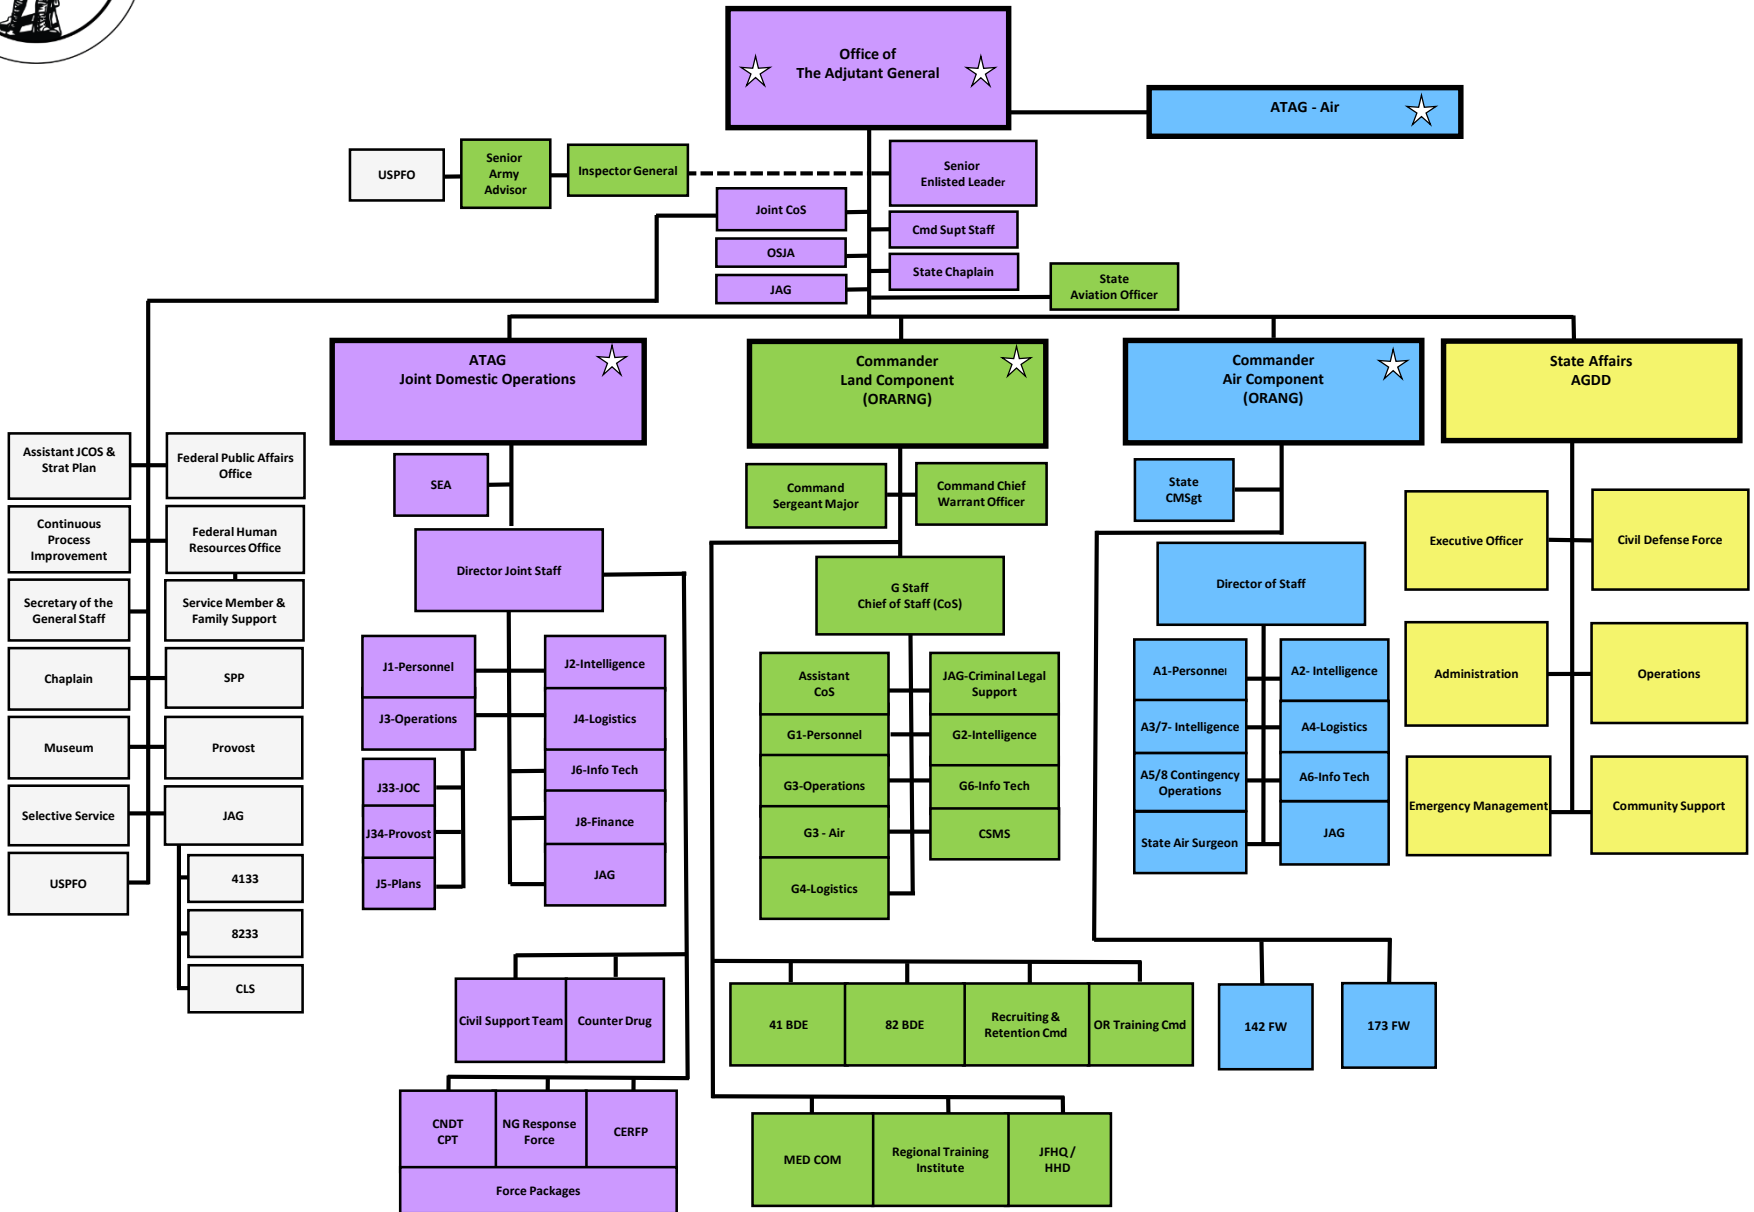 Office of
The Adjutant General
ATAG - Air
USPFO
Senior
Army
Advisor
Inspector General
Senior
Enlisted Leader
Joint CoS
Cmd Supt Staff
OSJA
State Chaplain
JAG
State
Aviation Officer
ATAG
Joint Domestic Operations
Commander
Land Component
(ORARNG)
Commander
Air Component
(ORANG)
State Affairs
AGDD
Assistant JCOS &
Strat Plan
Federal Public Affairs
Office
Continuous
Process
Improvement
Federal Human
Resources Office
Secretary of the
General Staff
Service Member &
Family Support
Chaplain
SPP
Museum
Provost
Selective Service
JAG
USPFO
4133
8233
CLS
SEA
Director Joint Staff
J1-Personnel
J2-Intelligence
J3-Operations
J4-Logistics
J6-Info Tech
J33-JOC
J8-Finance
J34-Provost
J5-Plans
JAG
Civil Support Team
Counter Drug
CNDT
CPT
NG Response
Force
CERFP
Force Packages
Command
Sergeant Major
Command Chief
Warrant Officer
G Staff
Chief of Staff (CoS)
Assistant
CoS
JAG-Criminal Legal
Support
G1-Personnel
G2-Intelligence
G3-Operations
G6-Info Tech
G3 - Air
CSMS
G4-Logistics
41 BDE
82 BDE
Recruiting &
Retention Cmd
OR Training Cmd
MED COM
Regional Training
Institute
JFHQ /
HHD
State
CMSgt
Director of Staff
A1-Personnel
A2- Intelligence
A3/7- Intelligence
A4-Logistics
A5/8 Contingency
Operations
A6-Info Tech
State Air Surgeon
JAG
142 FW
173 FW
Executive Officer
Civil Defense Force
Administration
Operations
Emergency Management
Community Support